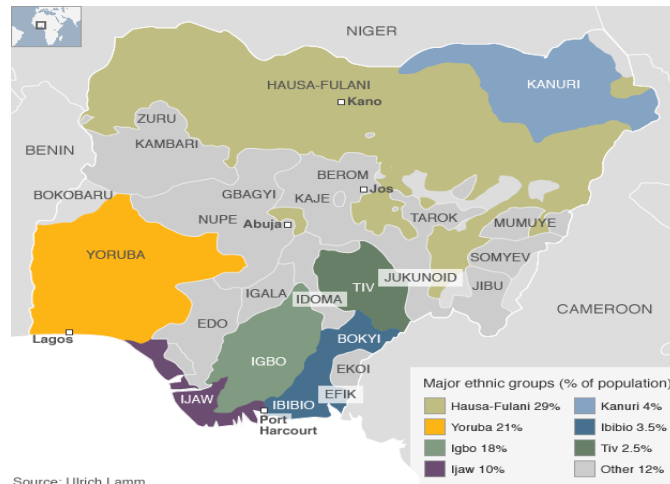 NIGER
HAUSA-FULANI
KANURI
Kano
ZURU
KAMBARI
BENIN
BEROM
GBAGYI
KAJE
Jos
BOKOBARU
NUPE
Abuja
TAROK
MUMUYE
YORUBA
SOMYEV
JUKUNOID
TIV
JIBU
IGALA
IDOMA
CAMEROON
EDO
Lagos
BOKYI
IGBO
EKOI
IJAW
IBIBIO
EFIK
Port
Harcourt
Major ethnic groups (% of population)
Hausa-Fulani 29%
Kanuri 4%
Yoruba 21%
Ibibio 3.5%
Igbo 18%
Tiv 2.5%
Ijaw 10%
Other 12%
Source: Ulrich Lamm